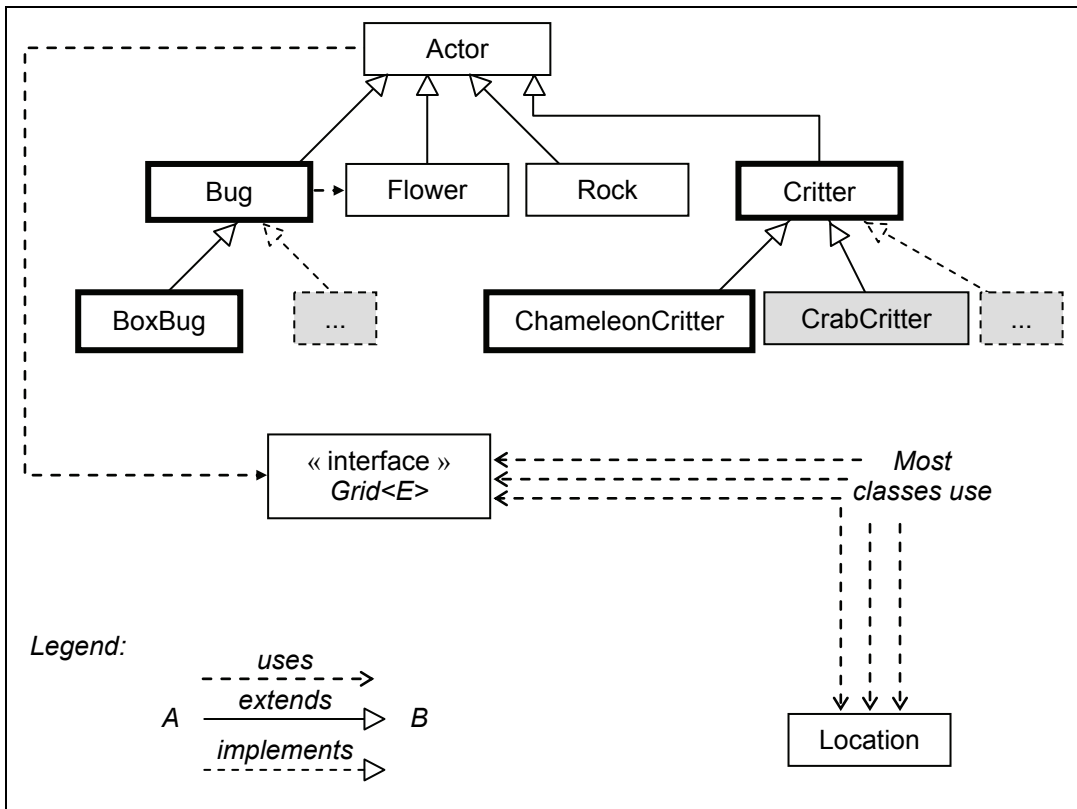 Actor
Bug
Flower
Rock
Critter
BoxBug
...
ChameleonCritter
CrabCritter
...
« interface »
Grid<E>
Most
classes use
Legend:
uses
extends
A
B
implements
Location